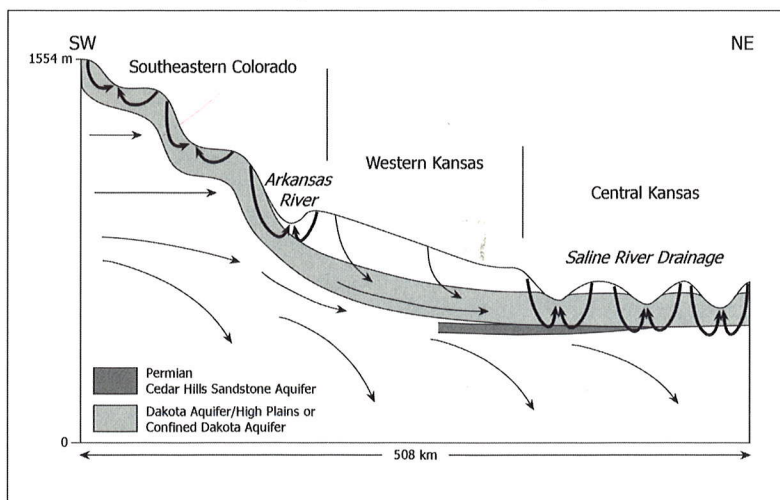 SW
NE
1554 m
Southeastern Colorado
Western Kansas
Arkansas
River
Central Kansas
Saline River Drainage
Permian
Cedar Hills Sandstone Aquifer
Dakota Aquifer/High Plains or
Confined Dakota Aquifer
0
508 km